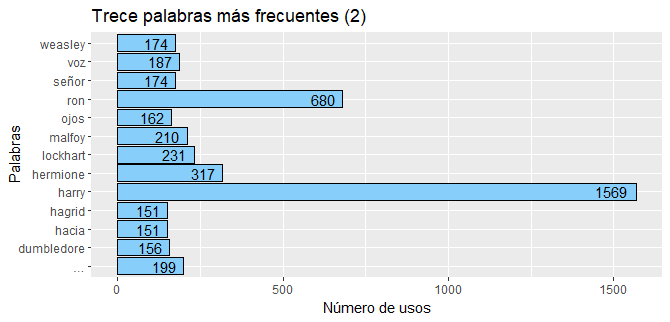 Trece palabras más frecuentes (2)
Palabras
weasley 174
voz 187
señor 174
ron 680
ojos 162
malfoy 210
lockhart 231
hermione 317
harry 1569
hagrid 151
hacia 151
dumbledore 156
... 199
0 500 1000 1500
Número de usos